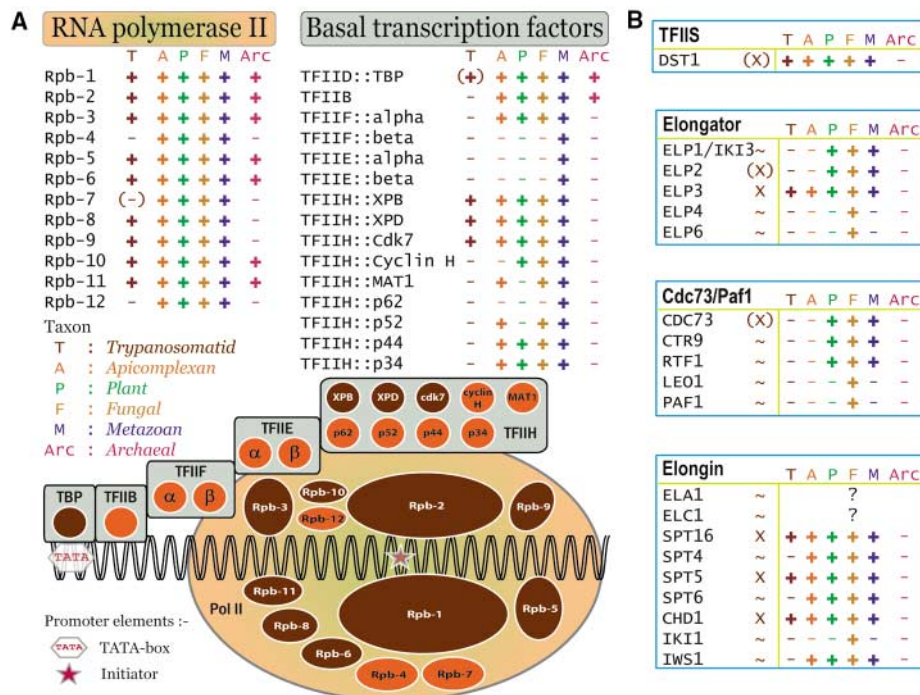 A
RNA polymerase II
T A P F M Arc
Rpb-1 + + + + + +
Rpb-2 + + + + + +
Rpb-3 + + + + + +
Rpb-4 - + + + + -
Rpb-5 + + + + + +
Rpb-6 + + + + + +
Rpb-7 (-) + + + + -
Rpb-8 + + + + + -
Rpb-9 + + + + + -
Rpb-10 + + + + + +
Rpb-11 + + + + + +
Rpb-12 - + + + + -
Basal transcription factors
T A P F M Arc
TFIID::TBP (+) + + + + +
TFIIB - + + + + +
TFIIF::alpha - + + + + -
TFIIF::beta - - - - + -
TFIIE::alpha - - - - + -
TFIIE::beta - - - - + -
TFIIH::XPB + + + + + -
TFIIH::XPD + + + + + -
TFIIH::Cdk7 + + + + + -
TFIIH::Cyclin H - - + + + -
TFIIH::MAT1 - + - + + -
TFIIH::p62 - - - - + -
TFIIH::p52 - + - + + -
TFIIH::p44 - + + + + -
TFIIH::p34 - + + + + -
Taxon
T : Trypanosomatid
A : Apicomplexan
P : Plant
F : Fungal
M : Metazoan
Arc : Archaeal
XPB XPD cdk7 cyclin H MAT1
p62 p52 p44 p34 TFIIH
TFIIE
α β
TFIIF
α β
TBP
TFIIB
TATA
Rpb-3
Rpb-10
Rpb-12
Rpb-2
Rpb-9
Pol II
Rpb-11
Rpb-8
Rpb-6
Rpb-1
Rpb-5
Rpb-4
Rpb-7
Promoter elements :-
TATA TATA-box
Initiator
B
TFIIS
T A P F M Arc
DST1 (X) + + + + + -
Elongator
T A P F M Arc
ELP1/IKI3 ~ - - + + + -
ELP2 (X) - - + + + -
ELP3 X + + + + + -
ELP4 ~ - - - + - -
ELP6 ~ - - - + - -
Cdc73/Paf1
T A P F M Arc
CDC73 (X) - - + + + -
CTR9 ~ - - + + + -
RTF1 ~ - - + + + -
LEO1 ~ - - - + - -
PAF1 ~ - - - + - -
Elongin
T A P F M Arc
ELA1 ~ ?
ELC1 ~ ?
SPT16 X + + + + + -
SPT4 ~ - + + + + -
SPT5 X + + + + + -
SPT6 ~ - + + + + -
CHD1 X + + + + + -
IKI1 ~ - - - + - -
IWS1 ~ - + + + + -